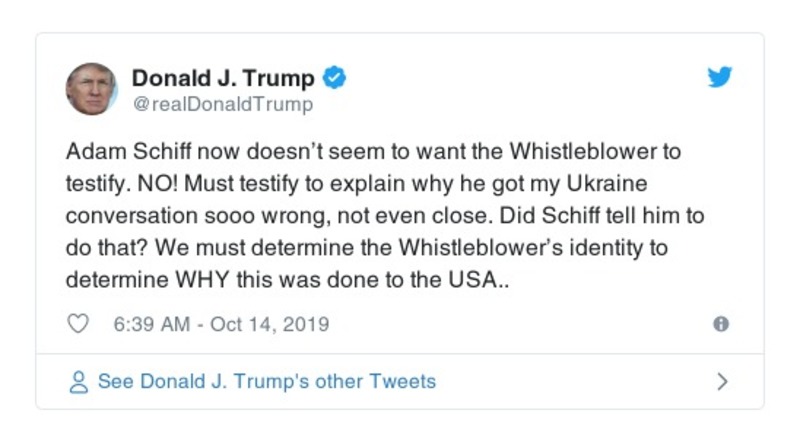 Donald J. Trump
@realDonaldTrump
Adam Schiff now doesn’t seem to want the Whistleblower to
testify. NO! Must testify to explain why he got my Ukraine
conversation sooo wrong, not even close. Did Schiff tell him to
do that? We must determine the Whistleblower’s identity to
determine WHY this was done to the USA..
6:39 AM - Oct 14, 2019
See Donald J. Trump's other Tweets